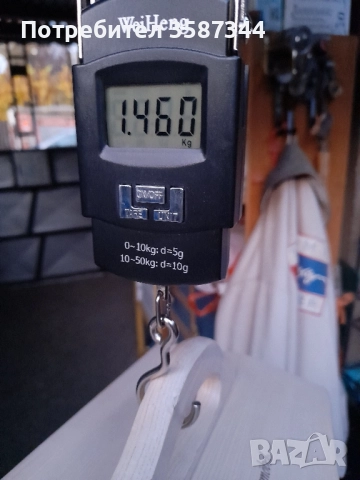 Потребител 3587344
WeiHeng
1.460
Kg
ON/OFF
TARE UNIT
0~10kg: d=5g
10~50kg: d=10g
BAZAR